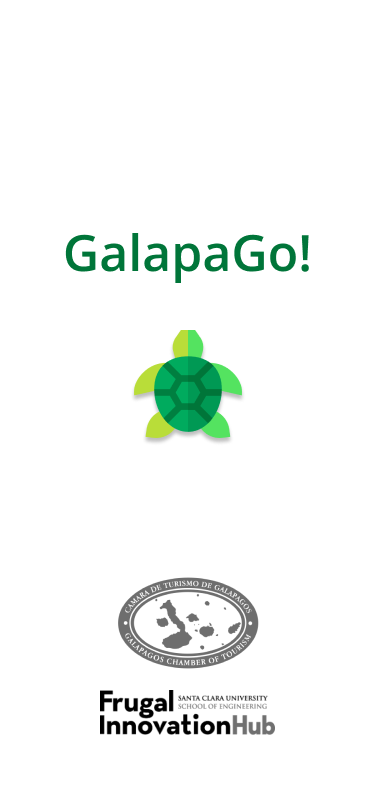 GalapaGo!
CAMARA DE TURISMO DE GALAPAGOS
GALAPAGOS CHAMBER OF TOURISM
Frugal SANTA CLARA UNIVERSITY
SCHOOL OF ENGINEERING
InnovationHub